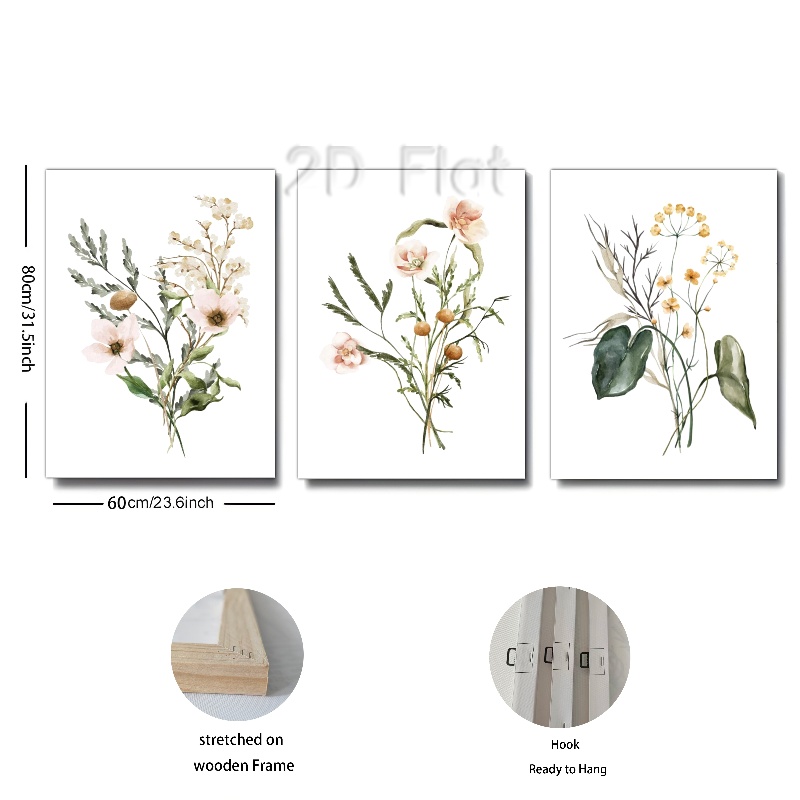 2D Flat
80cm/31.5inch
60cm/23.6inch
stretched on
wooden Frame
Hook
Ready to Hang